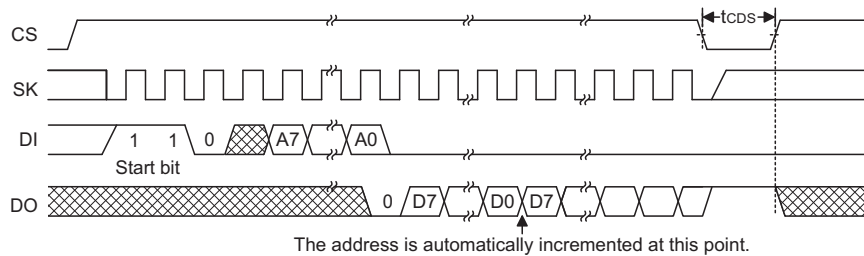 tCDS
CS
SK
DI 1 1 0 A7 A0
Start bit
DO 0 D7 D0 D7
The address is automatically incremented at this point.